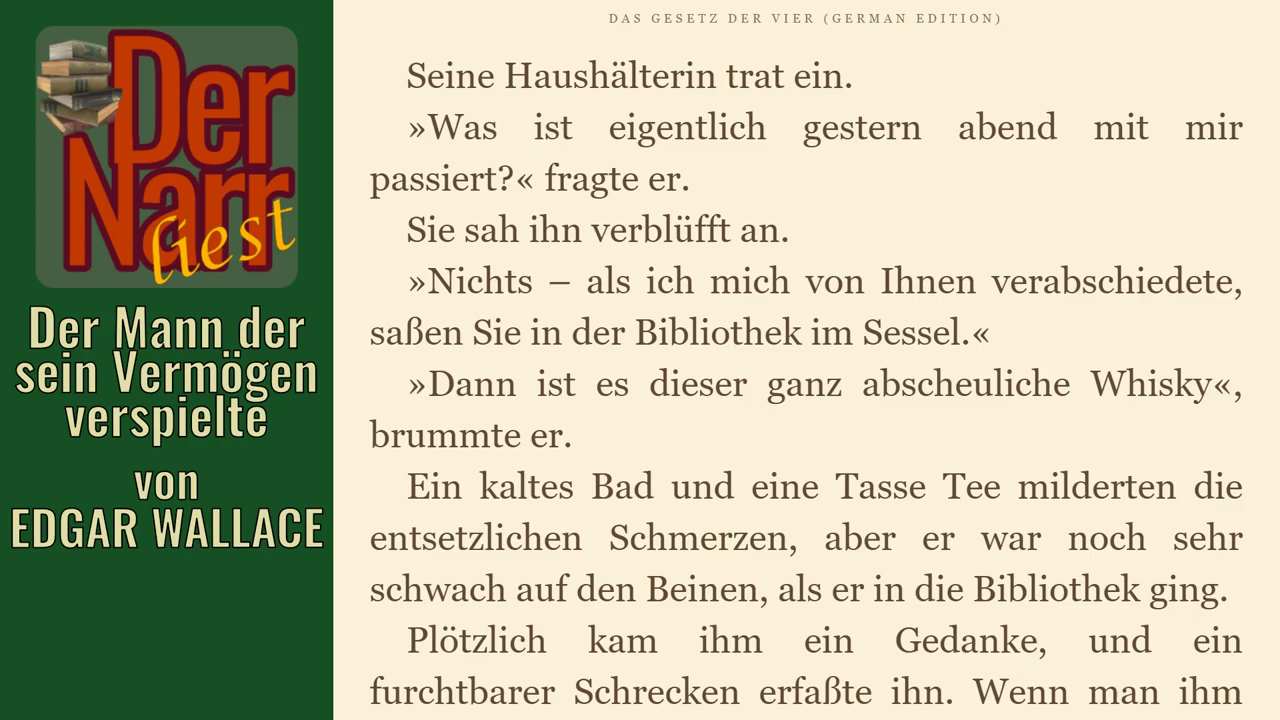 Der
Narr
liest
Der Mann der
sein Vermögen
verspielte
von
EDGAR WALLACE
DAS GESETZ DER VIER (GERMAN EDITION)
Seine Haushälterin trat ein.
»Was ist eigentlich gestern abend mit mir
passiert?« fragte er.
Sie sah ihn verblüfft an.
»Nichts – als ich mich von Ihnen verabschiedete,
saßen Sie in der Bibliothek im Sessel.«
»Dann ist es dieser ganz abscheuliche Whisky«,
brummte er.
Ein kaltes Bad und eine Tasse Tee milderten die
entsetzlichen Schmerzen, aber er war noch sehr
schwach auf den Beinen, als er in die Bibliothek ging.
Plötzlich kam ihm ein Gedanke, und ein
furchtbarer Schrecken erfaßte ihn. Wenn man ihm